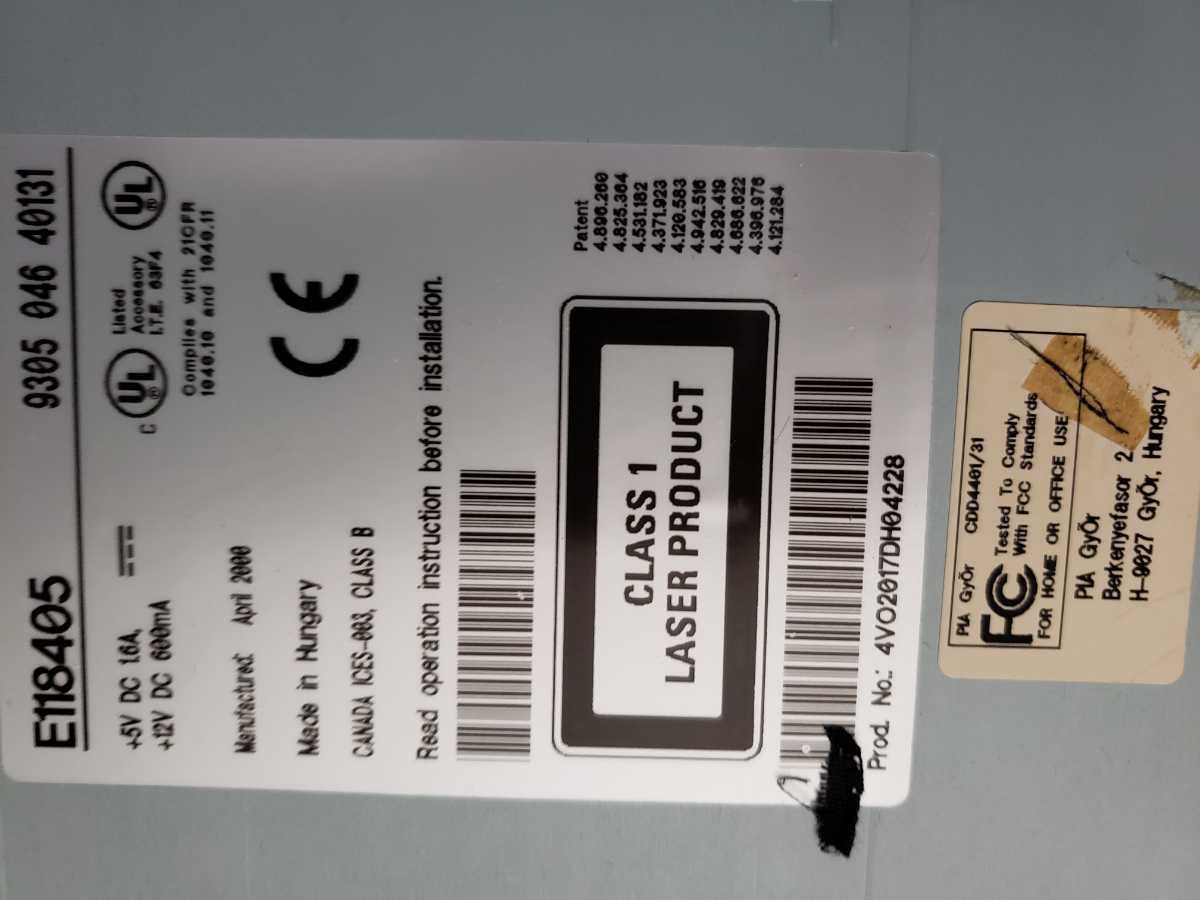 E118405 9305 046 40131
+5V DC 1.6A,
+12V DC 600mA
C UL ® Listed
Accessory
I.T.E. 63F4
UL ®
Complies with 21CFR
1040.10 and 1040.11
Manufactured: April 2000
Made in Hungary
CE
CANADA ICES-003, CLASS B
Read operation instruction before installation.
CLASS 1
LASER PRODUCT
Patent
4.896.260
4.825.364
4.531.182
4.371.923
4.120.583
4.942.516
4.829.419
4.686.622
4.396.976
4.121.284
Prod. No.: 4VO2017DH04228
PIA GyŐr CDD4401/31
FC Tested To Comply
With FCC Standards
FOR HOME OR OFFICE USE
PIA GyŐr
Berkenyefasor 2.
H-9027 GyŐr, Hungary